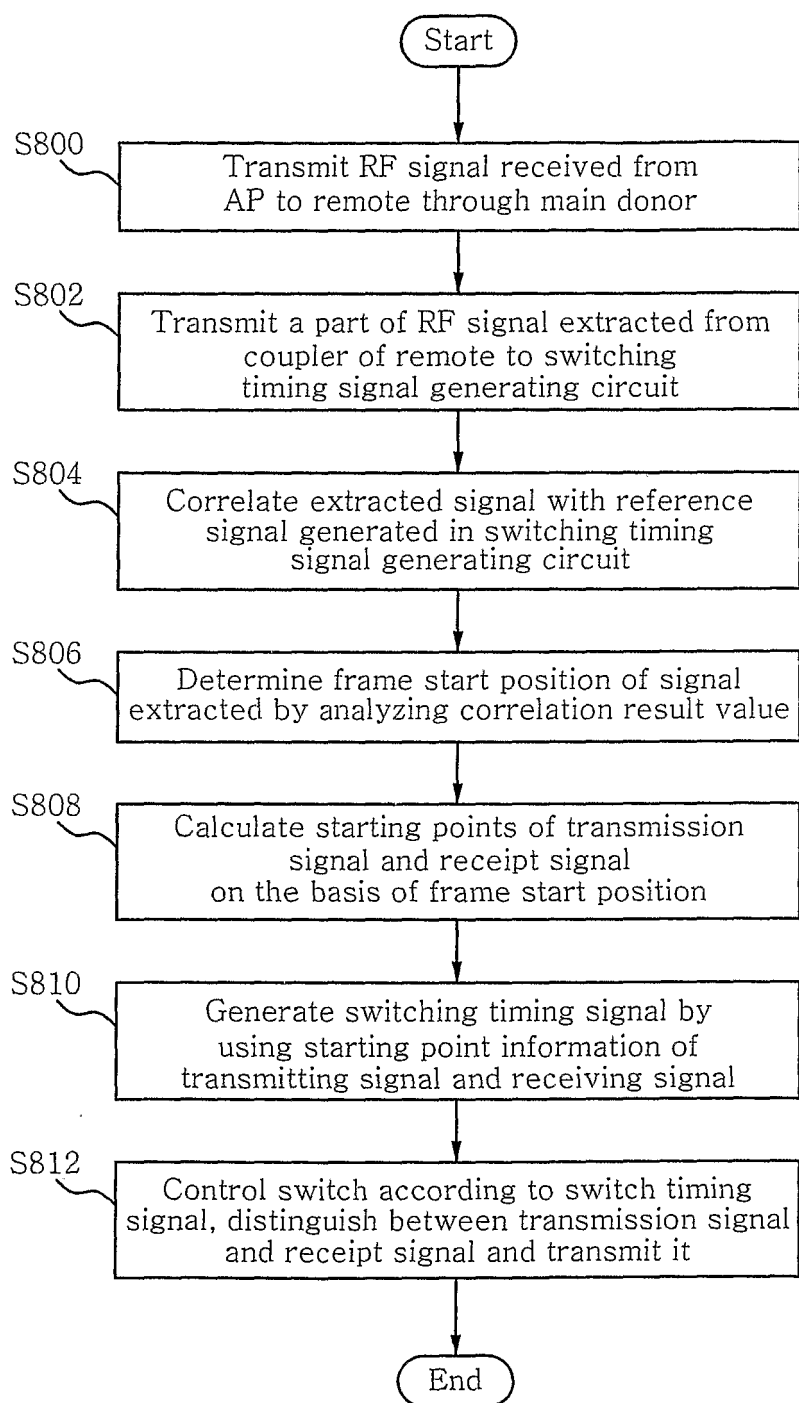 Start
S800
Transmit RF signal received from
AP to remote through main donor
S802
Transmit a part of RF signal extracted from
coupler of remote to switching
timing signal generating circuit
S804
Correlate extracted signal with reference
signal generated in switching timing
signal generating circuit
S806
Determine frame start position of signal
extracted by analyzing correlation result value
S808
Calculate starting points of transmission
signal and receipt signal
on the basis of frame start position
S810
Generate switching timing signal by
using starting point information of
transmitting signal and receiving signal
S812
Control switch according to switch timing
signal, distinguish between transmission signal
and receipt signal and transmit it
End